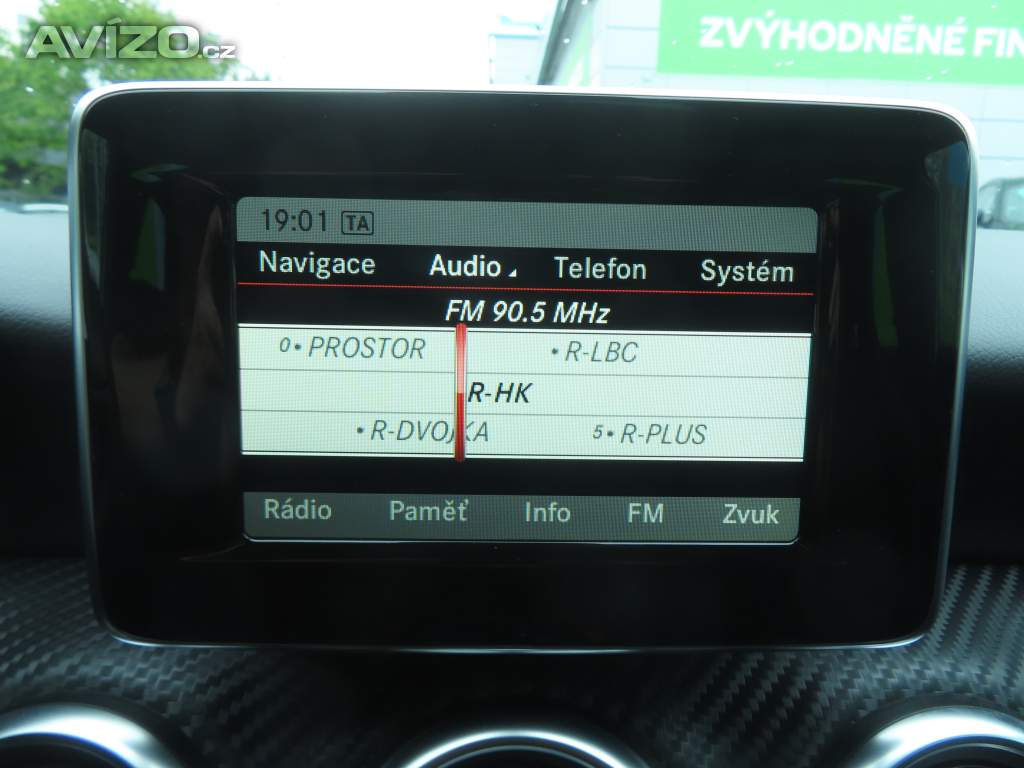 AVÍZO.cz
ZVÝHODNĚNÉ FIN
19:01 TA
Navigace Audio Telefon Systém
FM 90.5 MHz
0• PROSTOR • R-LBC
R-HK
• R-DVOJKA 5• R-PLUS
Rádio Paměť Info FM Zvuk